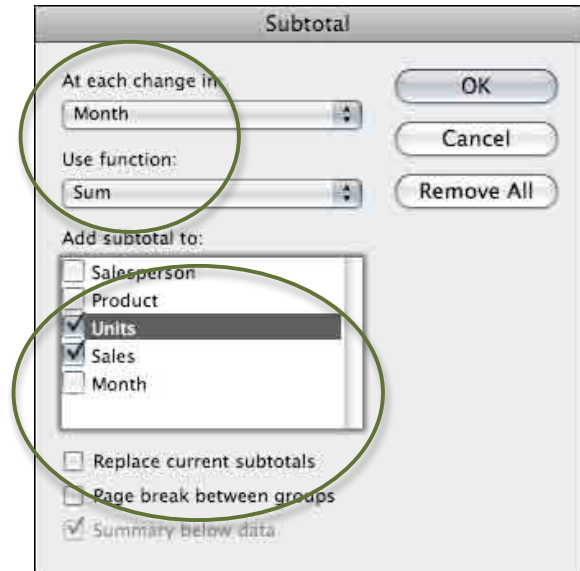 Subtotal
At each change in:
Month
Use function:
Sum
OK
Cancel
Remove All
Add subtotal to:
Salesperson
Product
Units
Sales
Month
Replace current subtotals
Page break between groups
Summary below data